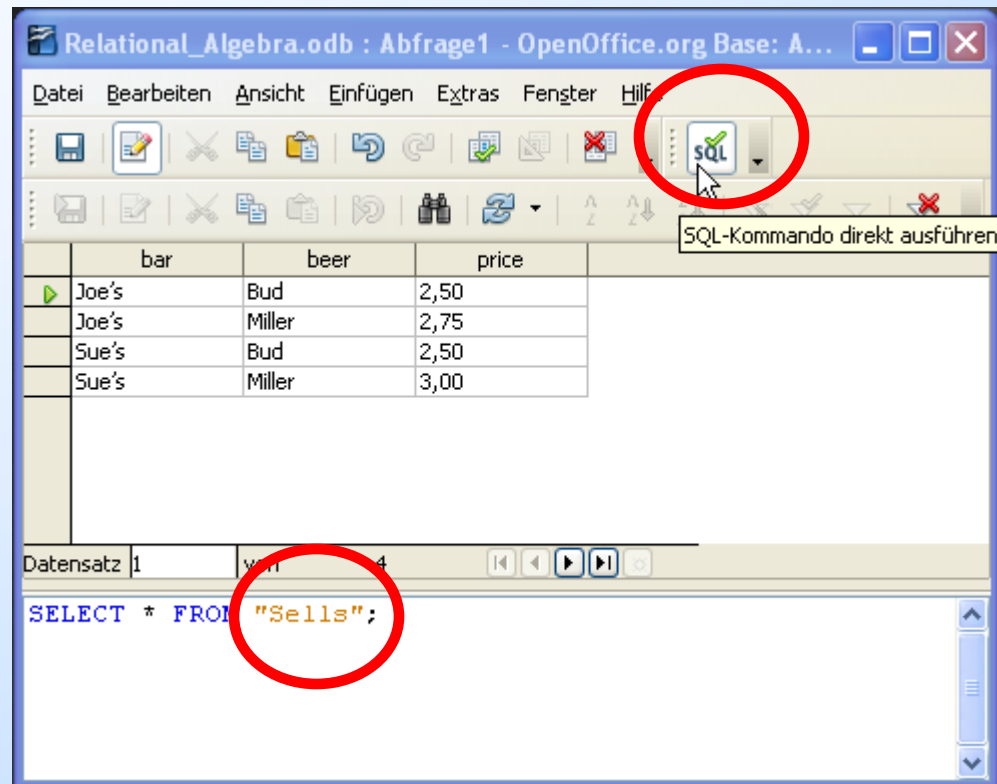 Relational_Algebra.odb : Abfrage1 - OpenOffice.org Base: A...
Datei Bearbeiten Ansicht Einfügen Extras Fenster Hilfe
SQL
SQL-Kommando direkt ausführen
bar beer price
Joe's Bud 2,50
Joe's Miller 2,75
Sue's Bud 2,50
Sue's Miller 3,00
Datensatz 1 von 4
SELECT * FROM "Sells";